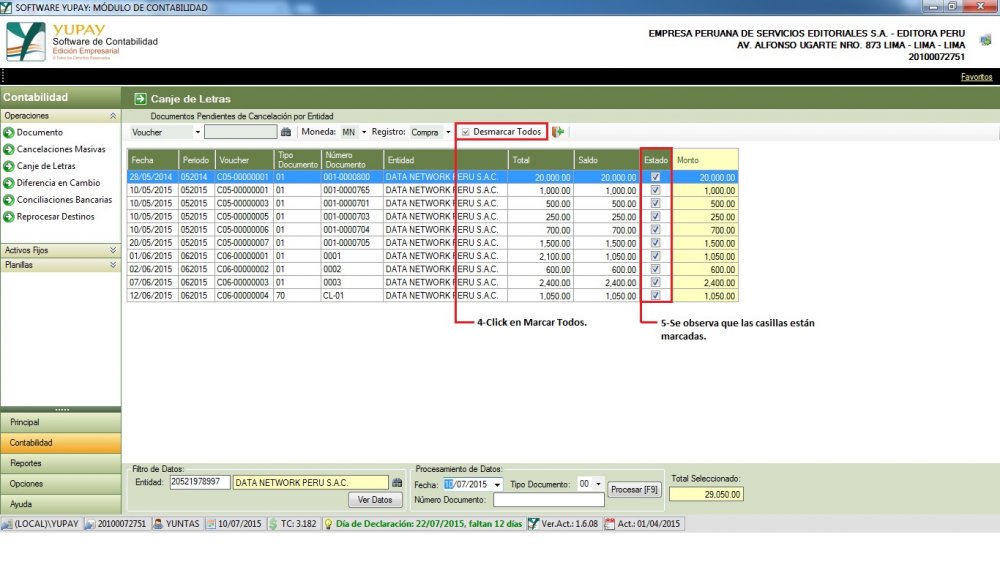 SOFTWARE YUPAY: MÓDULO DE CONTABILIDAD
YUPAY
Software de Contabilidad
Edición Empresarial
© Todos los Derechos Reservados
EMPRESA PERUANA DE SERVICIOS EDITORIALES S.A. - EDITORA PERU
AV. ALFONSO UGARTE NRO. 873 LIMA - LIMA - LIMA
20100072751
Favoritos
Contabilidad
Operaciones
Documento
Cancelaciones Masivas
Canje de Letras
Diferencia en Cambio
Conciliaciones Bancarias
Reprocesar Destinos
Activos Fijos
Planillas
Principal
Contabilidad
Reportes
Opciones
Ayuda
Canje de Letras
Documentos Pendientes de Cancelación por Entidad
Voucher Moneda: MN Registro: Compra Desmarcar Todos
Fecha Periodo Voucher Tipo Documento Número Documento Entidad Total Saldo Estado Monto
28/05/2014 052014 C05-00000001 01 001-0000800 DATA NETWORK PERU S.A.C. 20,000.00 20,000.00 20,000.00
10/05/2015 052015 C05-00000001 01 001-0000765 DATA NETWORK PERU S.A.C. 1,000.00 1,000.00 1,000.00
10/05/2015 052015 C05-00000003 01 001-0000701 DATA NETWORK PERU S.A.C. 500.00 500.00 500.00
10/05/2015 052015 C05-00000005 01 001-0000703 DATA NETWORK PERU S.A.C. 250.00 250.00 250.00
10/05/2015 052015 C05-00000006 01 001-0000704 DATA NETWORK PERU S.A.C. 700.00 700.00 700.00
20/05/2015 052015 C05-00000007 01 001-0000705 DATA NETWORK PERU S.A.C. 1,500.00 1,500.00 1,500.00
01/06/2015 062015 C06-00000001 01 0001 DATA NETWORK PERU S.A.C. 2,100.00 1,050.00 1,050.00
02/06/2015 062015 C06-00000002 01 0002 DATA NETWORK PERU S.A.C. 600.00 600.00 600.00
07/06/2015 062015 C06-00000003 01 0003 DATA NETWORK PERU S.A.C. 2,400.00 2,400.00 2,400.00
12/06/2015 062015 C06-00000004 70 CL-01 DATA NETWORK PERU S.A.C. 1,050.00 1,050.00 1,050.00
4-Click en Marcar Todos.
5-Se observa que las casillas están
marcadas.
Filtro de Datos:
Entidad: 20521978997 DATA NETWORK PERU S.A.C.
Ver Datos
Procesamiento de Datos:
Fecha: 10/07/2015 Tipo Documento: 00
Número Documento:
Procesar [F9]
Total Seleccionado:
29,050.00
(LOCAL)\YUPAY 20100072751 YUNTAS 10/07/2015 TC: 3.182 Día de Declaración: 22/07/2015, faltan 12 días Ver.Act.: 1.6.08 Act.: 01/04/2015